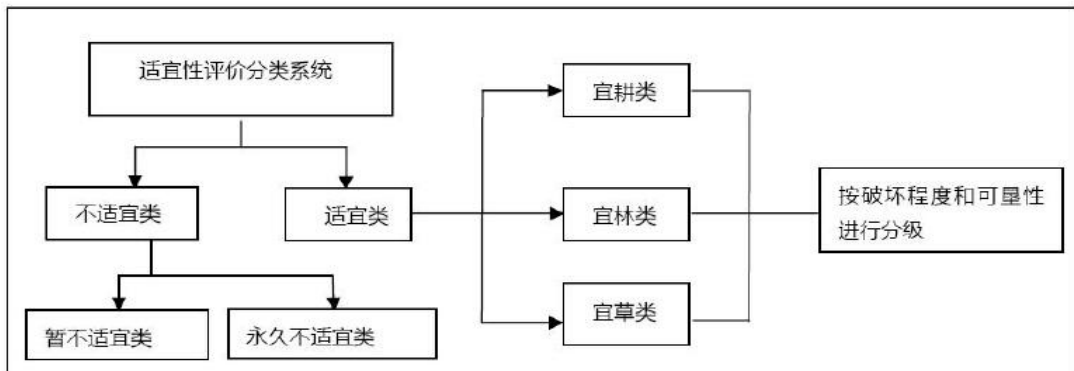 适宜性评价分类系统
宜耕类
不适宜类
适宜类
宜林类
按破坏程度和可垦性
进行分级
暂不适宜类
永久不适宜类
宜草类